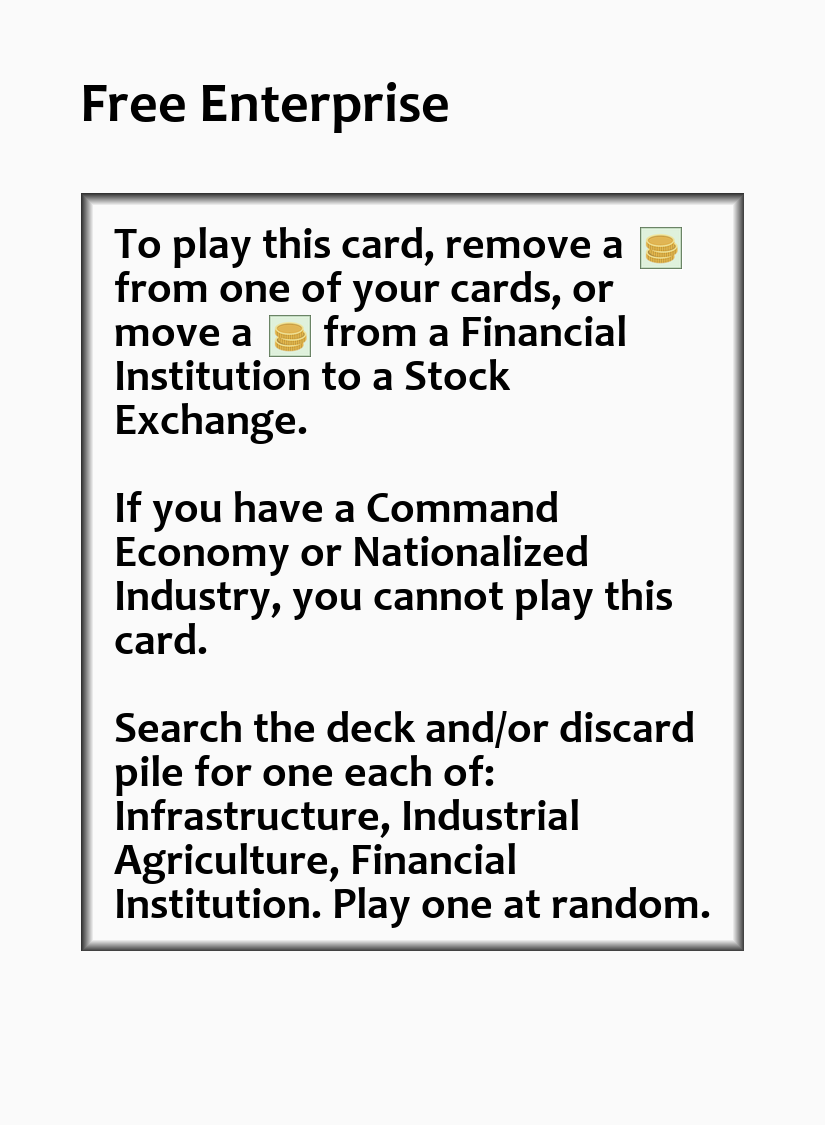 Free Enterprise
To play this card, remove a
from one of your cards, or
move a from a Financial
Institution to a Stock
Exchange.
If you have a Command
Economy or Nationalized
Industry, you cannot play this
card.
Search the deck and/or discard
pile for one each of:
Infrastructure, Industrial
Agriculture, Financial
Institution. Play one at random.